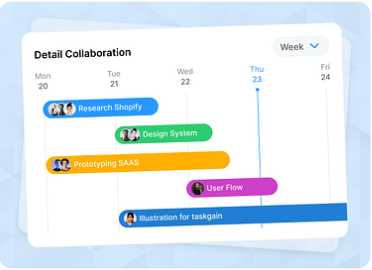 Detail Collaboration
Week
Mon Tue Wed Thu Fri
20 21 22 23 24
Research Shopify
Design System
Prototyping SAAS
User Flow
Illustration for taskgain